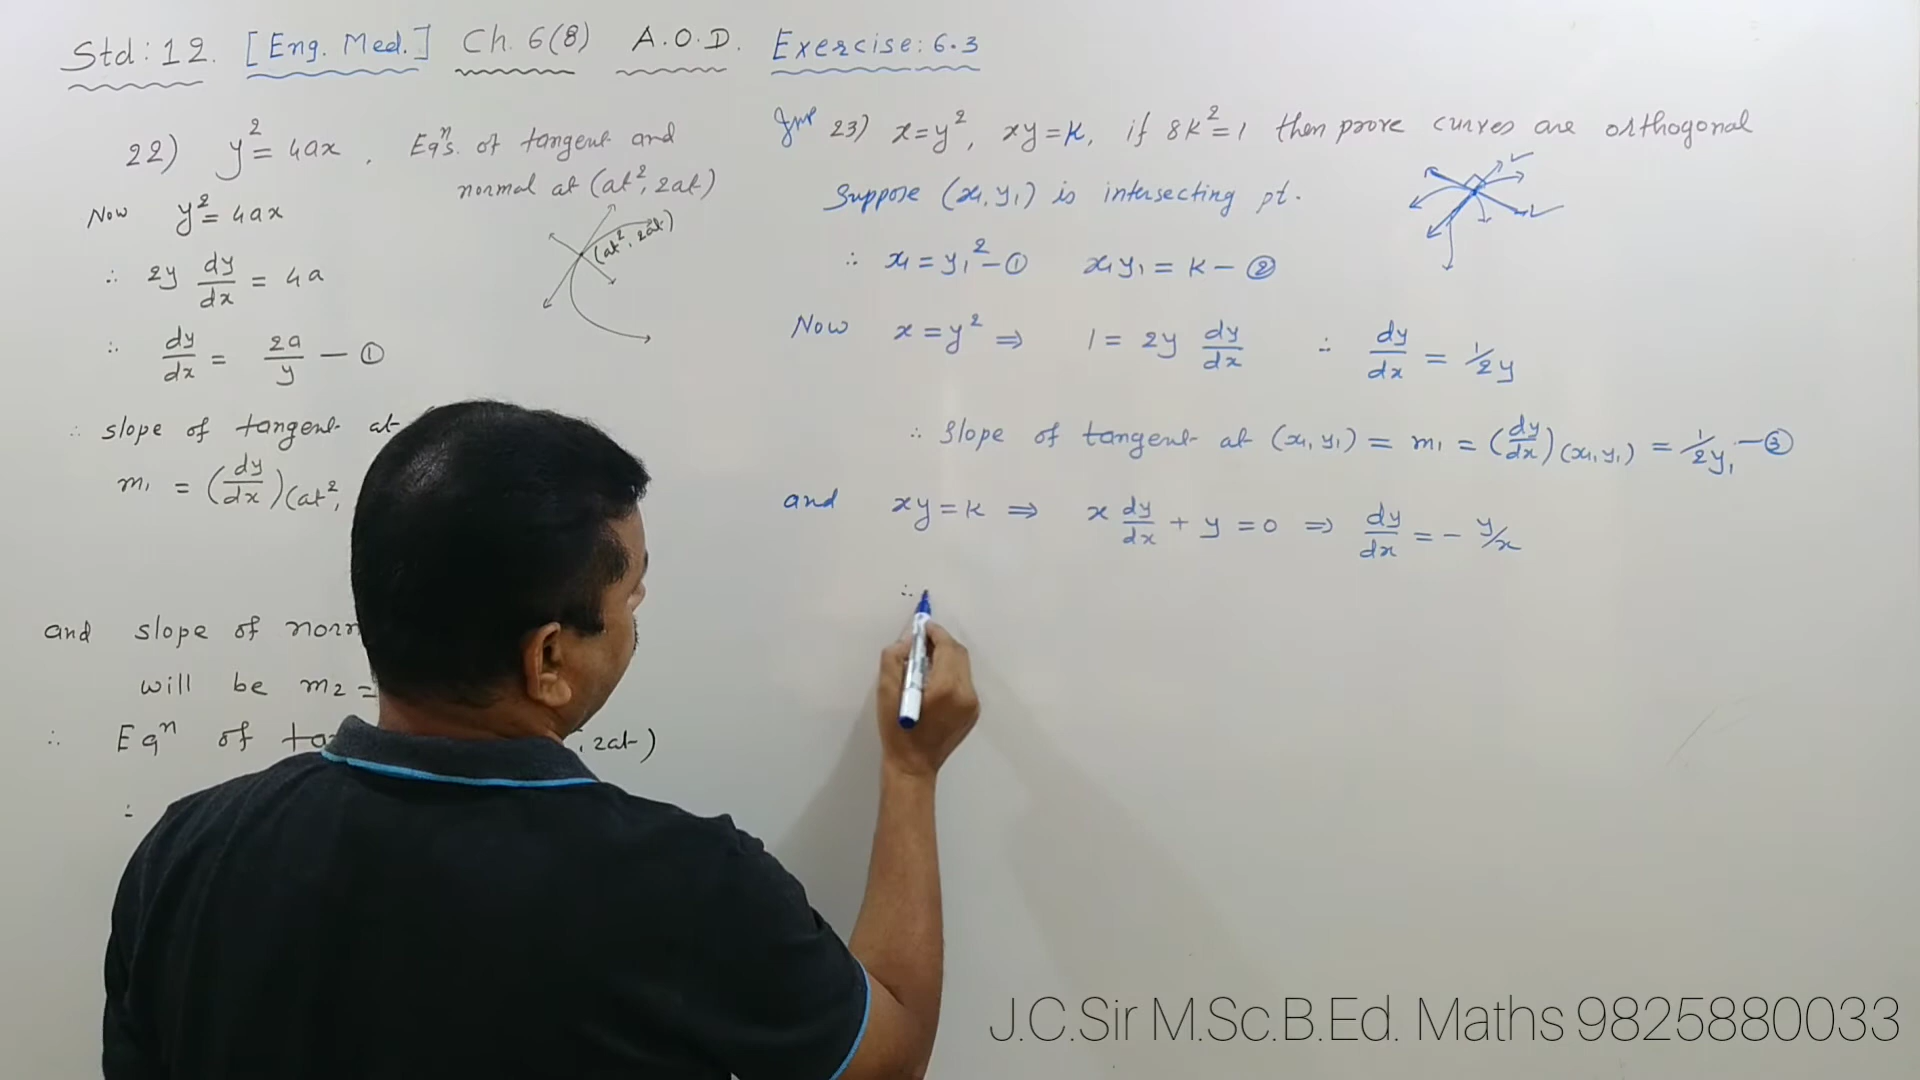 Std: 12. [Eng. Med.] Ch. 6(8) A.O.D. Exercise: 6.3
22) y² = 4ax, Eqⁿs. of tangent and
normal at (at², 2at)
Now y² = 4ax
(at², 2at)
∴ 2y dy/dx = 4a
∴ dy/dx = 2a/y — ①
∴ slope of tangent at
m₁ = (dy/dx)(at²,
and slope of norm
will be m₂ =
∴ Eqⁿ of ta
, 2at)
∴
Imp 23) x = y², xy = k, if 8k² = 1 then prove curves are orthogonal
Suppose (x₁, y₁) is intersecting pt.
∴ x₁ = y₁² — ① x₁y₁ = k — ②
Now x = y² ⇒ 1 = 2y dy/dx ∴ dy/dx = 1/2y
∴ Slope of tangent at (x₁, y₁) = m₁ = (dy/dx)(x₁, y₁) = 1/2y₁ — ③
and xy = k ⇒ x dy/dx + y = 0 ⇒ dy/dx = - y/x
∴
J.C.Sir M.Sc.B.Ed. Maths 9825880033